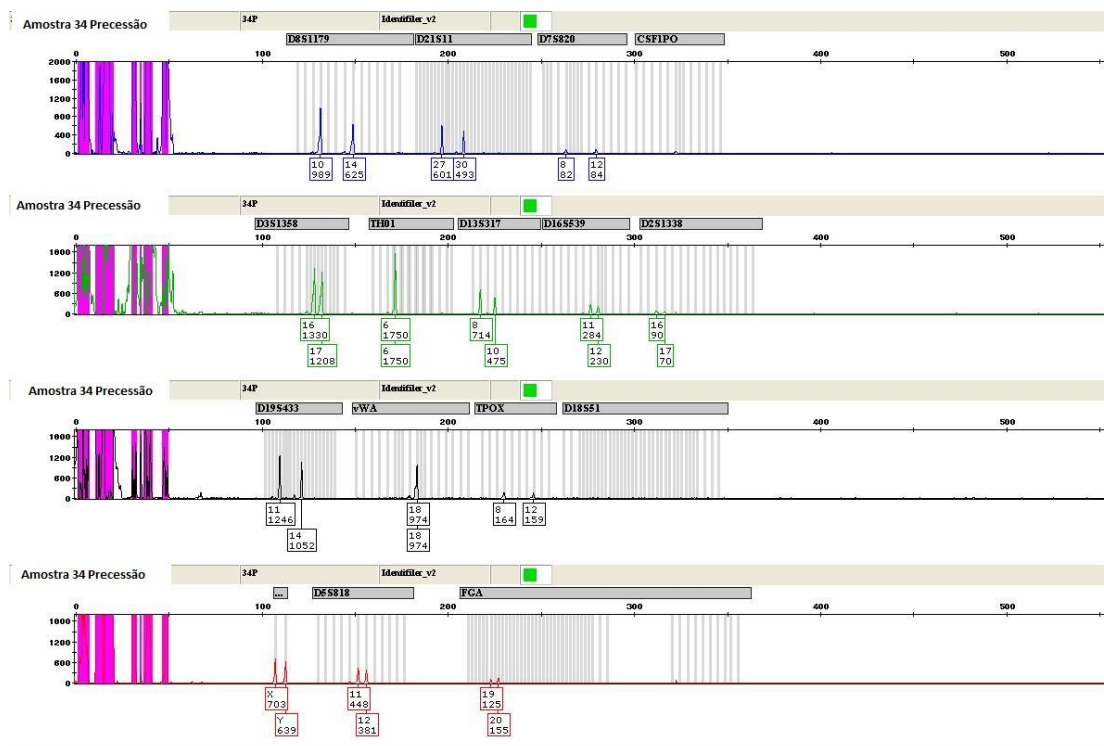 Amostra 34 Precessão 34P Identifiler_v2
D8S1179 D21S11 D7S820 CSF1PO
0 100 200 300 400 500
2000
1600
1200
800
400
0
10 14 27 30 8 12
989 625 601 493 82 84
Amostra 34 Precessão 34P Identifiler_v2
D3S1358 TH01 D13S317 D16S539 D2S1338
0 100 200 300 400 500
1800
1200
600
0
16 6 8 11 16
1330 1750 714 284 90
17 6 10 12 17
1208 1750 475 230 70
Amostra 34 Precessão 34P Identifiler_v2
D19S433 vWA TPOX D18S51
0 100 200 300 400 500
1800
1200
600
0
11 18 8 12
1246 974 164 159
14 18
1052 974
Amostra 34 Precessão 34P Identifiler_v2
... D5S818 FGA
0 100 200 300 400 500
1800
1200
600
0
X 11 19
703 448 125
Y 12 20
639 381 155